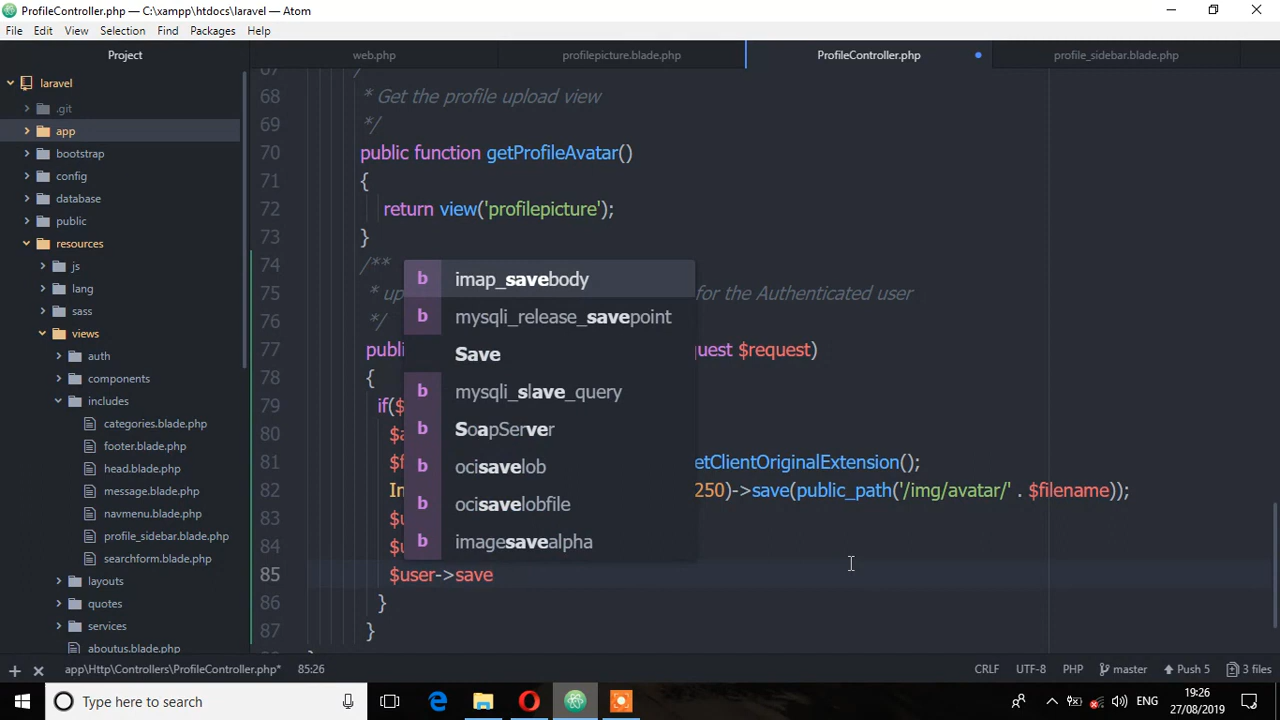 ProfileController.php — C:\xampp\htdocs\laravel — Atom
File Edit View Selection Find Packages Help
Project
web.php profilepicture.blade.php ProfileController.php profile_sidebar.blade.php
laravel
.git
app
bootstrap
config
database
public
resources
js
lang
sass
views
auth
components
includes
categories.blade.php
footer.blade.php
head.blade.php
message.blade.php
navmenu.blade.php
profile_sidebar.blade.php
searchform.blade.php
layouts
quotes
services
aboutus.blade.php
67
68 * Get the profile upload view
69 */
70 public function getProfileAvatar()
71 {
72 return view('profilepicture');
73 }
74 /**
75 * up for the Authenticated user
76 */
77 publi quest $request)
78 {
79 if($
80 $a
81 $f etClientOriginalExtension();
82 In 250)->save(public_path('/img/avatar/' . $filename));
83 $u
84 $u
85 $user->save
86 }
87 }
b imap_savebody
b mysqli_release_savepoint
Save
b mysqli_slave_query
b SoapServer
b ocisavelob
b ocisavelobfile
b imagesavealpha
app\Http\Controllers\ProfileController.php* 85:26 CRLF UTF-8 PHP master Push 5 3 files
Type here to search
ENG
19:26
27/08/2019